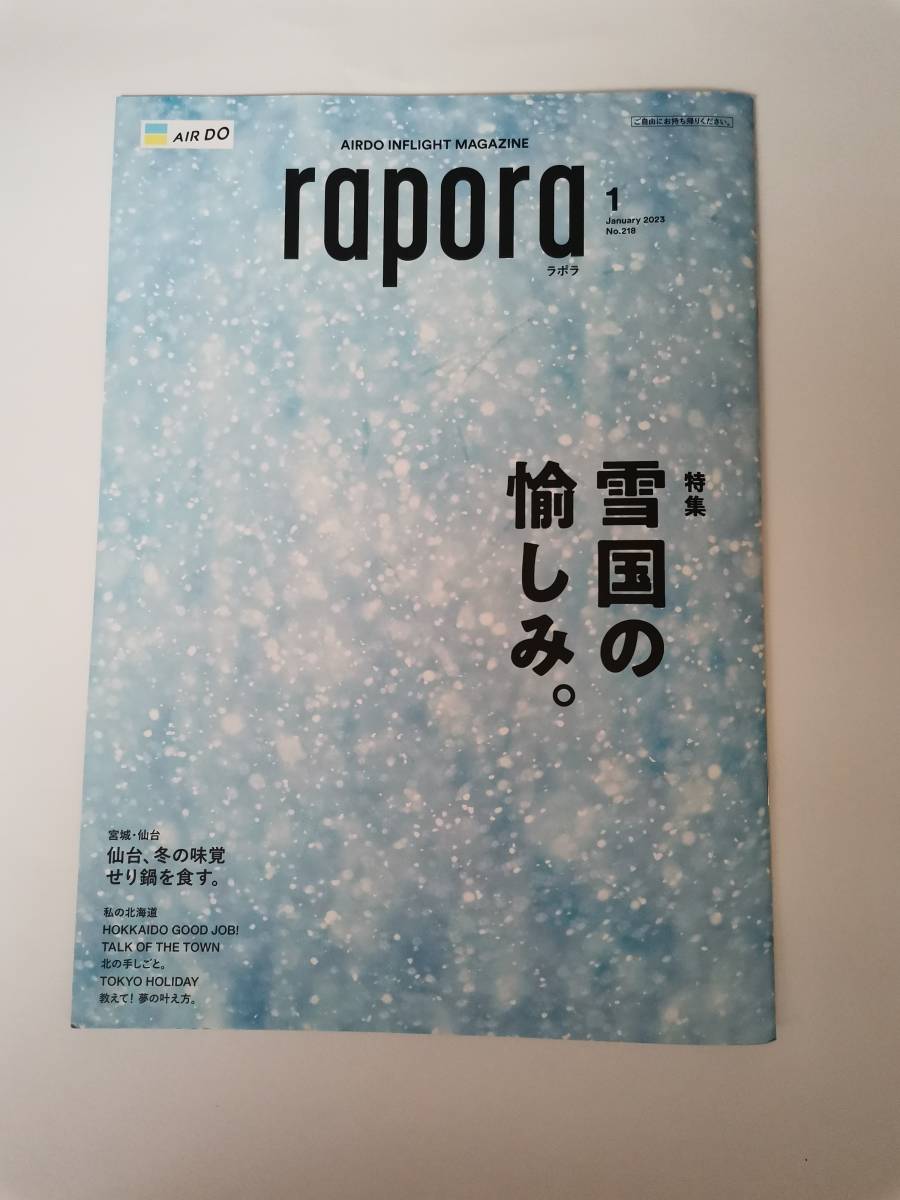 AIR DO
ご自由にお持ち帰りください。
AIRDO INFLIGHT MAGAZINE
rapora
ラポラ
1
January 2023
No.218
特集
雪国の
愉しみ。
宮城・仙台
仙台、冬の味覚
せり鍋を食す。
私の北海道
HOKKAIDO GOOD JOB!
TALK OF THE TOWN
北の手しごと。
TOKYO HOLIDAY
教えて! 夢の叶え方。